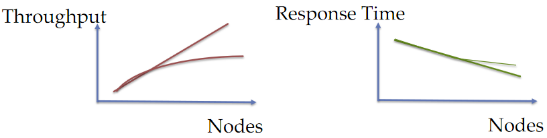 Throughput
Nodes
Response Time
Nodes